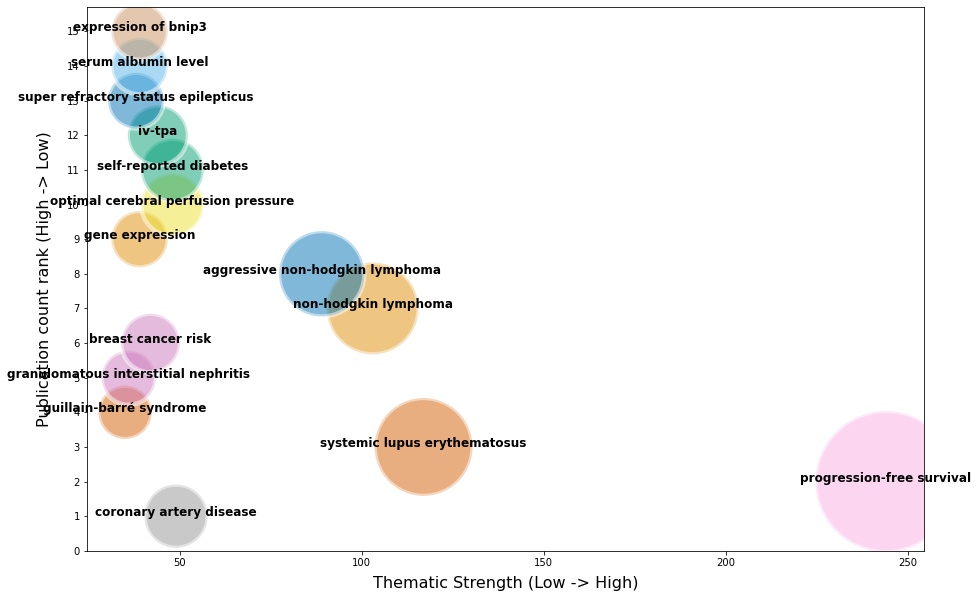 expression of bnip3
15
serum albumin level
14
super refractory status epilepticus
13
iv-tpa
12
self-reported diabetes
11
optimal cerebral perfusion pressure
10
gene expression
9
aggressive non-hodgkin lymphoma
8
non-hodgkin lymphoma
7
breast cancer risk
6
granulomatous interstitial nephritis
5
guillain-barré syndrome
4
systemic lupus erythematosus
3
progression-free survival
2
coronary artery disease
1
0
50 100 150 200 250
Thematic Strength (Low -> High)
Publication count rank (High -> Low)